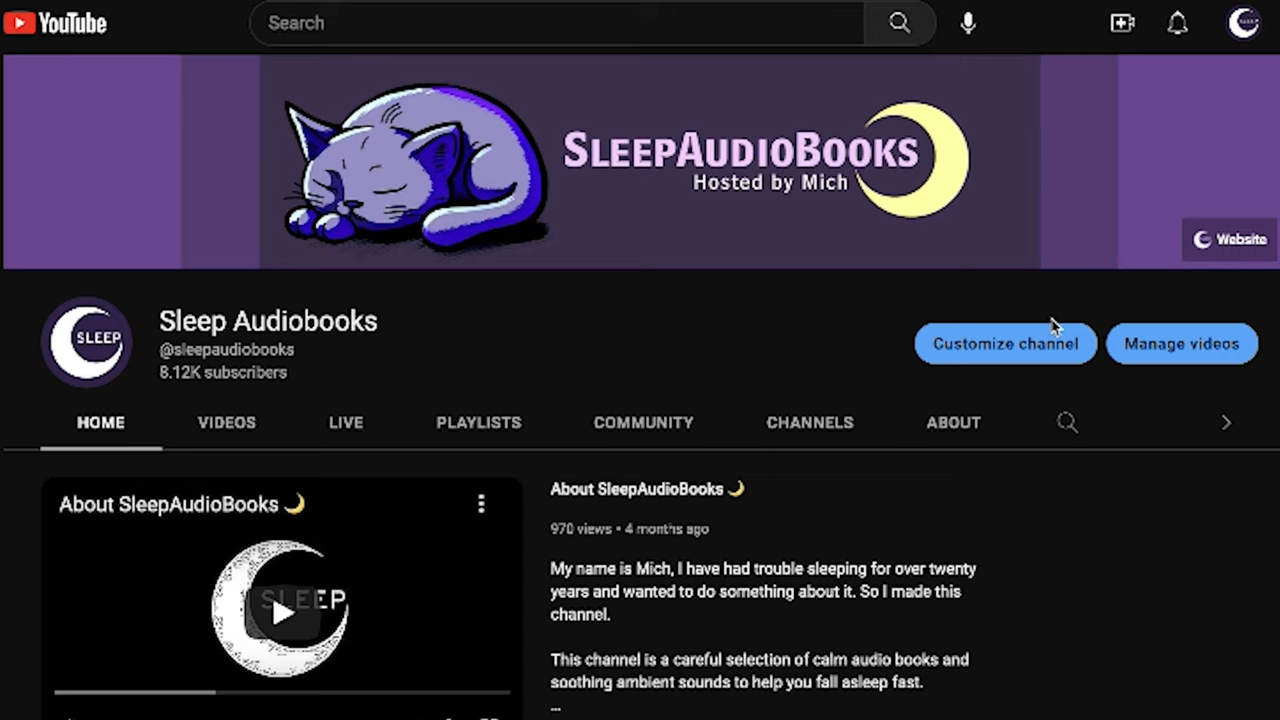 YouTube
Search
SLEEPAUDIOBOOKS
Hosted by Mich
Website
Sleep Audiobooks
@sleepaudiobooks
8.12K subscribers
SLEEP
Customize channel
Manage videos
HOME
VIDEOS
LIVE
PLAYLISTS
COMMUNITY
CHANNELS
ABOUT
About SleepAudioBooks
SLEEP
About SleepAudioBooks
970 views • 4 months ago
My name is Mich, I have had trouble sleeping for over twenty
years and wanted to do something about it. So I made this
channel.
This channel is a careful selection of calm audio books and
soothing ambient sounds to help you fall asleep fast.
...